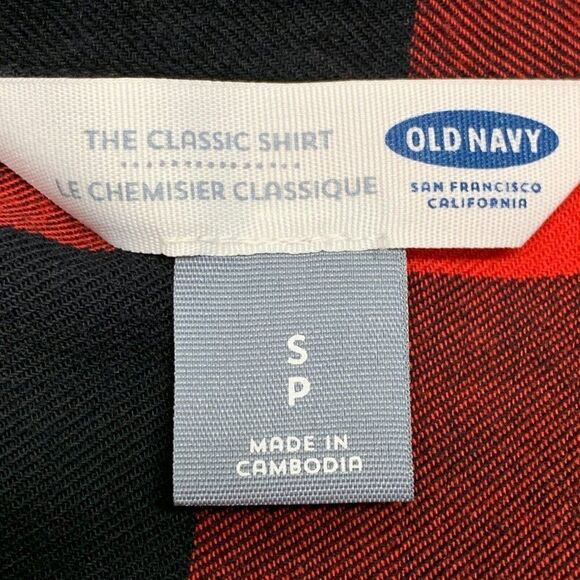 THE CLASSIC SHIRT
LE CHEMISIER CLASSIQUE
OLD NAVY
SAN FRANCISCO
CALIFORNIA
S
P
MADE IN
CAMBODIA